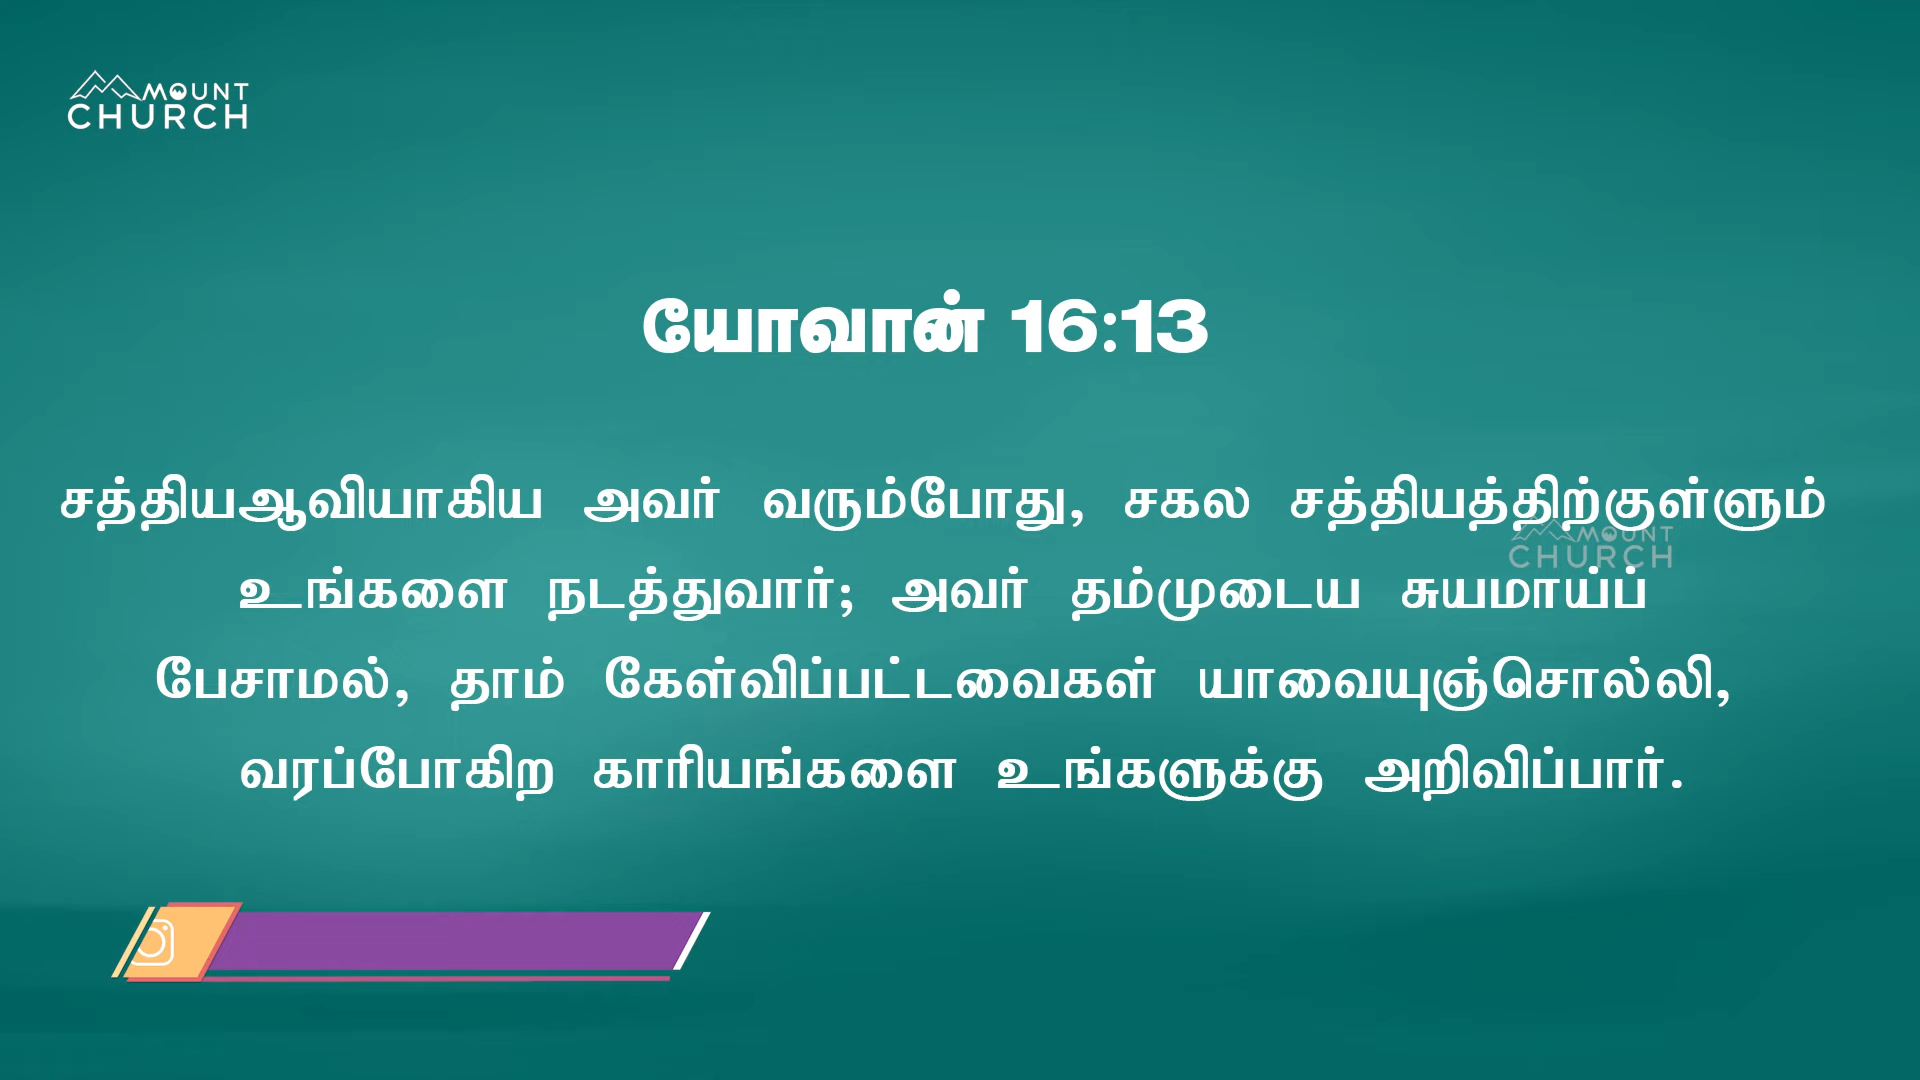 MOUNT
CHURCH
யோவான் 16:13
சத்தியஆவியாகிய அவர் வரும்போது, சகல சத்தியத்திற்குள்ளும்
MOUNT
CHURCH
உங்களை நடத்துவார்; அவர் தம்முடைய சுயமாய்ப்
பேசாமல், தாம் கேள்விப்பட்டவைகள் யாவையுஞ்சொல்லி,
வரப்போகிற காரியங்களை உங்களுக்கு அறிவிப்பார்.